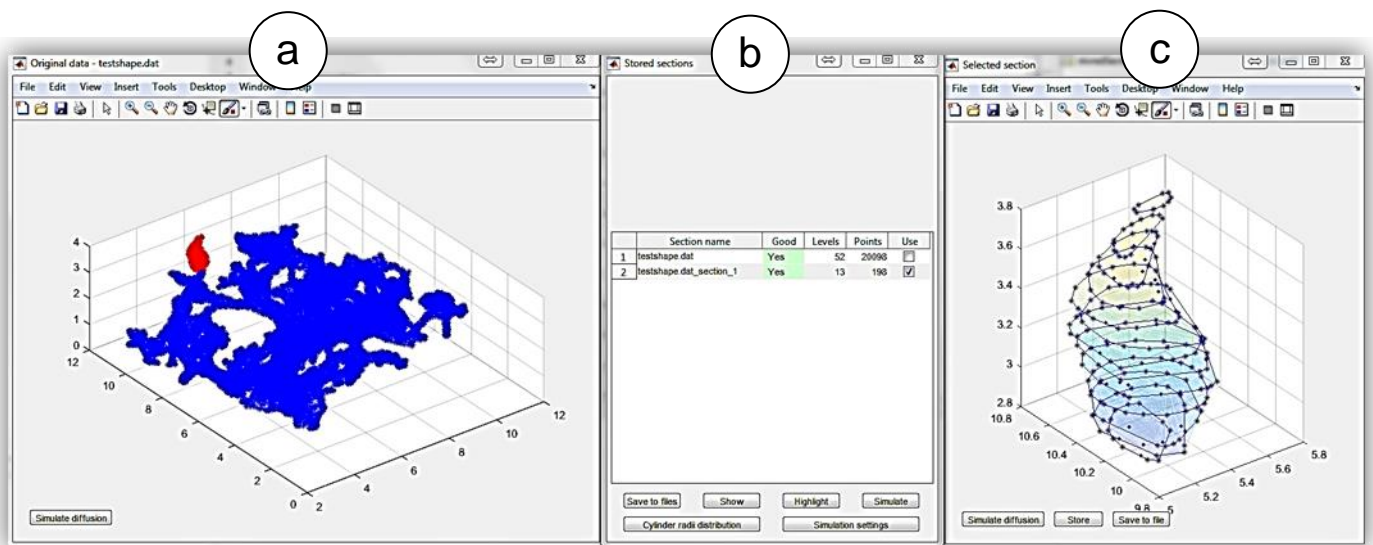 a
b
c
Original data - testshape.dat
File Edit View Insert Tools Desktop Window Help
4
3
2
1
0
12
10
8
6
4
2
0
2
4
6
8
10
12
Simulate diffusion
Stored sections
Section name Good Levels Points Use
1 testshape.dat Yes 52 20098
2 testshape.dat_section_1 Yes 13 198
Save to files Show Highlight Simulate
Cylinder radii distribution Simulation settings
Selected section
File Edit View Insert Tools Desktop Window Help
3.8
3.6
3.4
3.2
3
2.8
10.8
10.6
10.4
10.2
10
9.8
5
5.2
5.4
5.6
5.8
Simulate diffusion Store Save to file